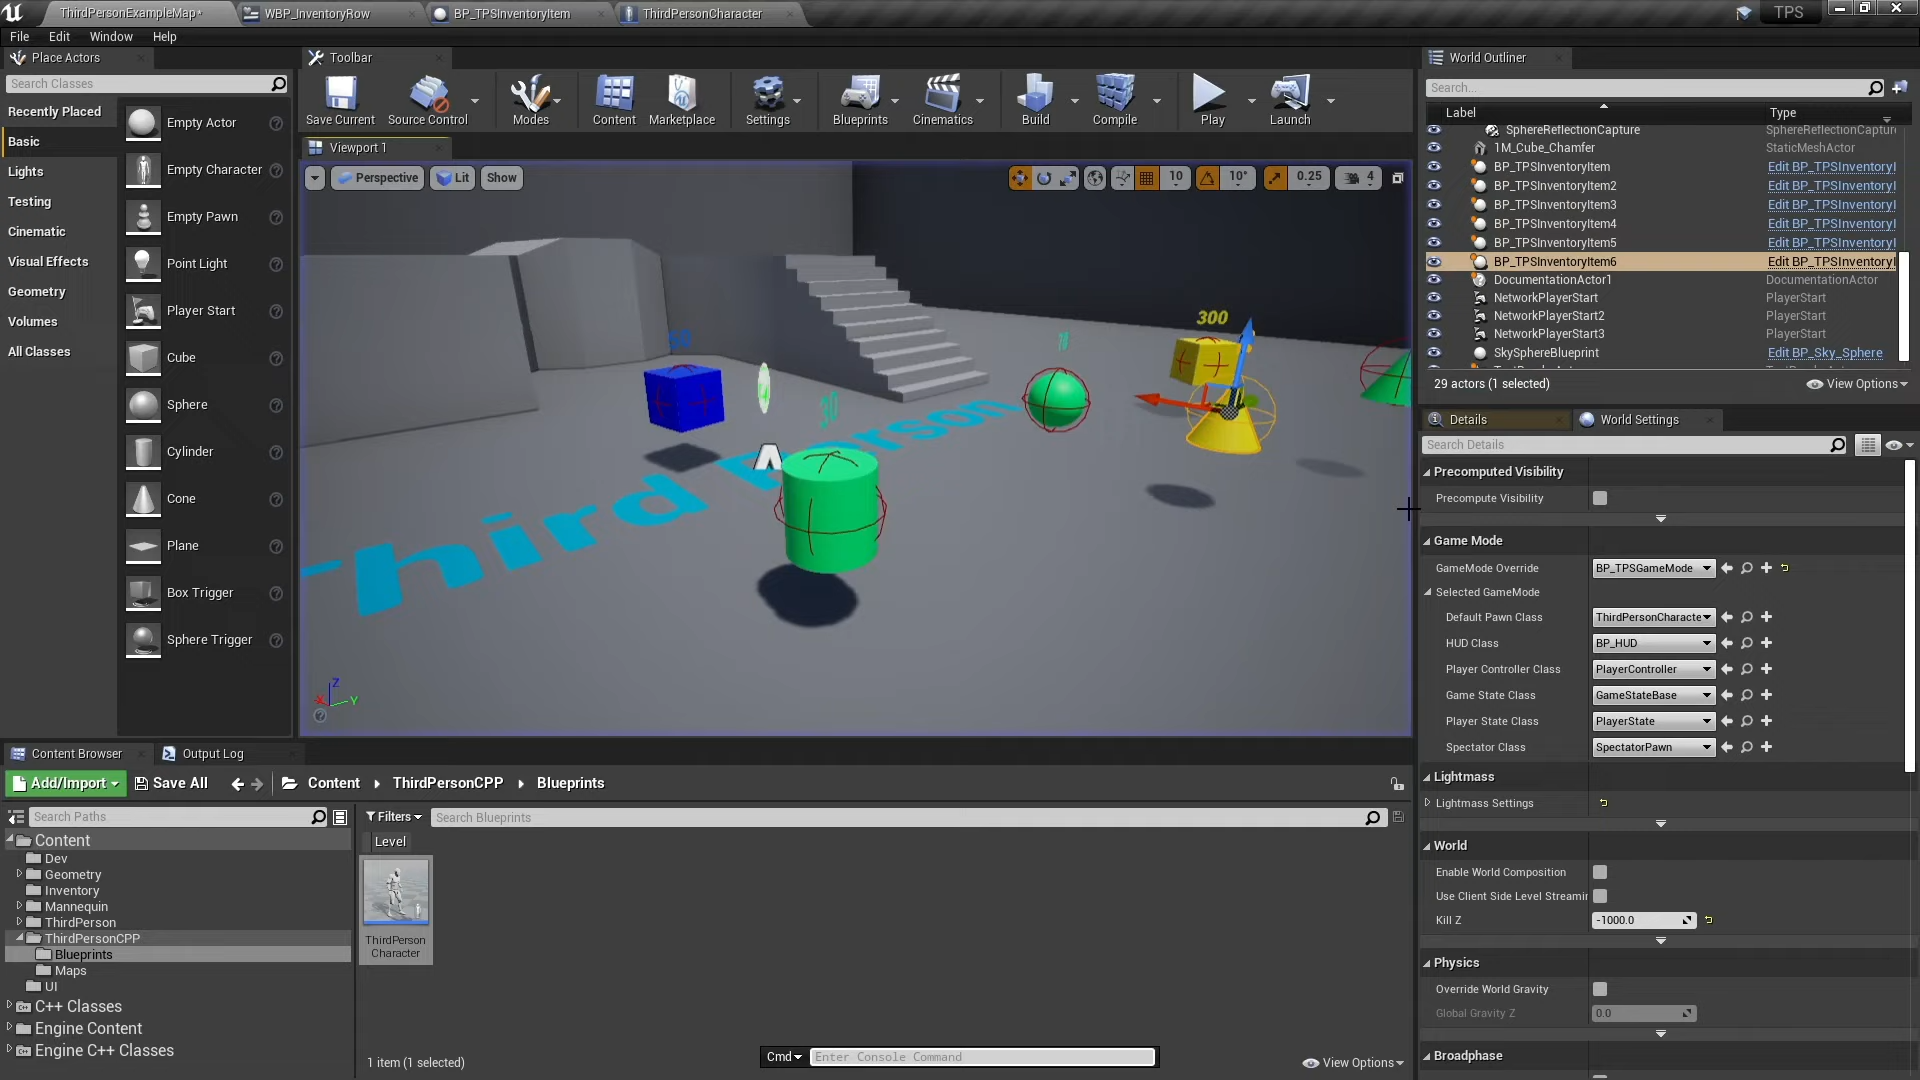 ThirdPersonExampleMap*
WBP_InventoryRow
BP_TPSInventoryItem
ThirdPersonCharacter
TPS
File Edit Window Help
Place Actors
Search Classes
Recently Placed
Basic
Lights
Testing
Cinematic
Visual Effects
Geometry
Volumes
All Classes
Empty Actor
Empty Character
Empty Pawn
Point Light
Player Start
Cube
Sphere
Cylinder
Cone
Plane
Box Trigger
Sphere Trigger
Toolbar
Save Current
Source Control
Modes
Content
Marketplace
Settings
Blueprints
Cinematics
Build
Compile
Play
Launch
Viewport 1
Perspective
Lit
Show
10
10°
0.25
4
300
30
Third Person
Z
X
Y
World Outliner
Search...
Label Type
SphereReflectionCapture SphereReflectionCapture
1M_Cube_Chamfer StaticMeshActor
BP_TPSInventoryItem Edit BP_TPSInventoryI
BP_TPSInventoryItem2 Edit BP_TPSInventoryI
BP_TPSInventoryItem3 Edit BP_TPSInventoryI
BP_TPSInventoryItem4 Edit BP_TPSInventoryI
BP_TPSInventoryItem5 Edit BP_TPSInventoryI
BP_TPSInventoryItem6 Edit BP_TPSInventoryI
DocumentationActor1 DocumentationActor
NetworkPlayerStart PlayerStart
NetworkPlayerStart2 PlayerStart
NetworkPlayerStart3 PlayerStart
SkySphereBlueprint Edit BP_Sky_Sphere
29 actors (1 selected)
View Options
Details
World Settings
Search Details
Precomputed Visibility
Precompute Visibility
Game Mode
GameMode Override BP_TPSGameMode
Selected GameMode
Default Pawn Class ThirdPersonCharacte
HUD Class BP_HUD
Player Controller Class PlayerController
Game State Class GameStateBase
Player State Class PlayerState
Spectator Class SpectatorPawn
Lightmass
Lightmass Settings
World
Enable World Composition
Use Client Side Level Streamin
Kill Z -1000.0
Physics
Override World Gravity
Global Gravity Z 0.0
Broadphase
Content Browser
Output Log
Add/Import
Save All
Content
ThirdPersonCPP
Blueprints
Search Paths
Filters
Search Blueprints
Level
Content
Dev
Geometry
Inventory
Mannequin
ThirdPerson
ThirdPersonCPP
Blueprints
Maps
UI
C++ Classes
Engine Content
Engine C++ Classes
ThirdPerson
Character
1 item (1 selected)
Cmd
Enter Console Command
View Options